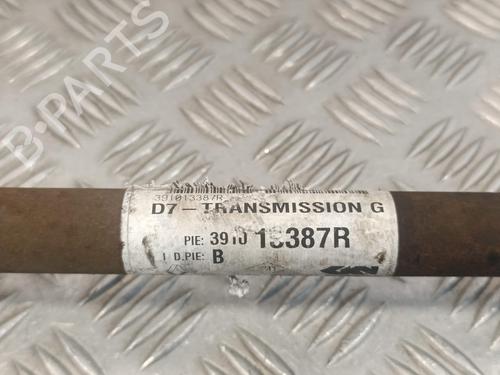 B-PARTS
391013387R
D7-TRANSMISSION G
PIE: 3910 13387R
I D.PIE: B